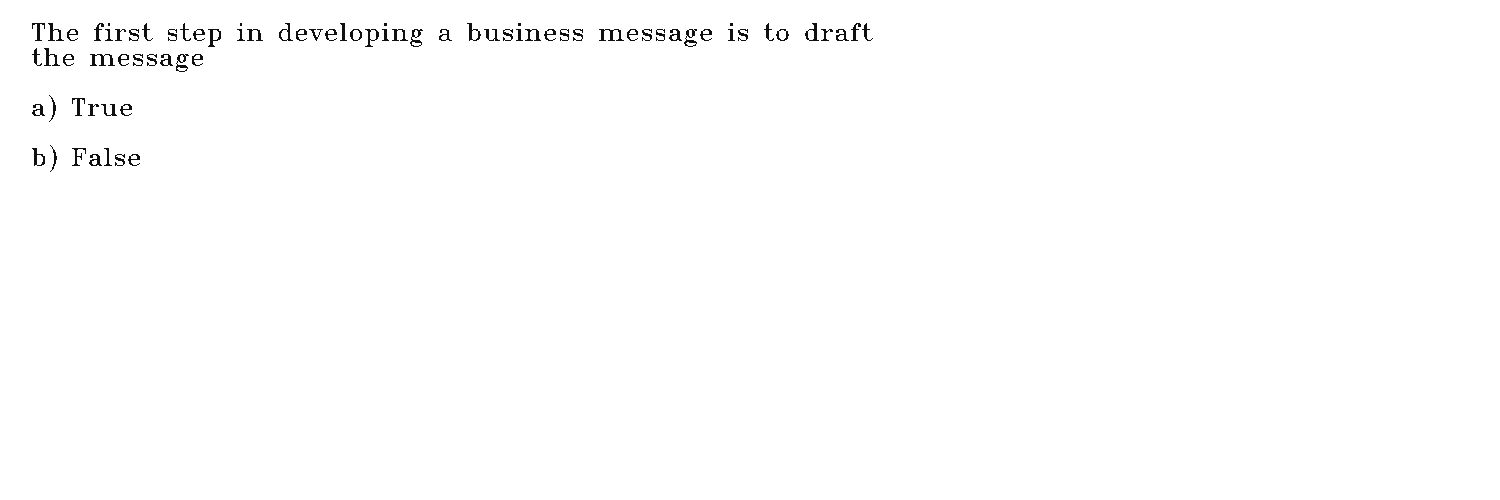 The first step in developing a business message is to draft
the message
a) True
b) False